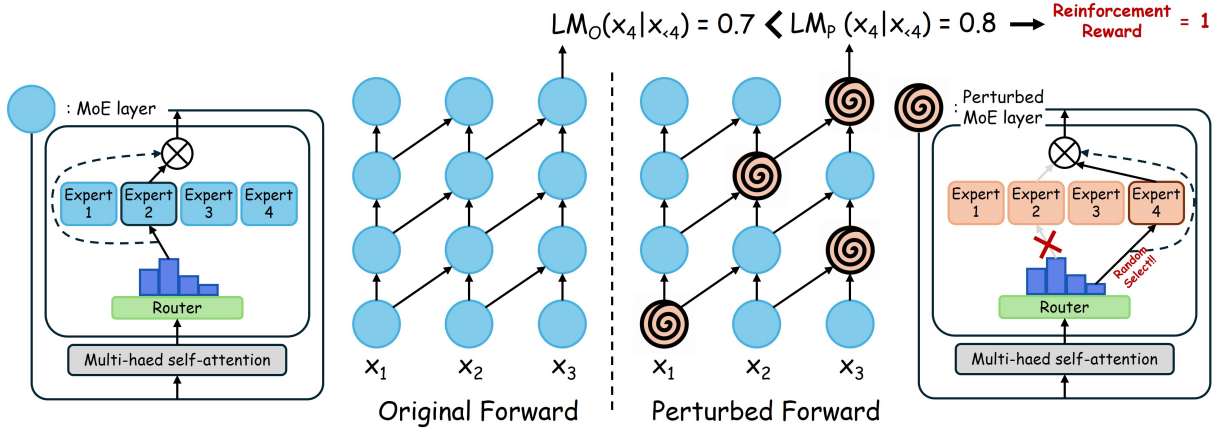 LMO(x4|x<4) = 0.7 < LMP (x4|x<4) = 0.8
Reinforcement
Reward
= 1
: MoE layer
Expert
1
Expert
2
Expert
3
Expert
4
Router
Multi-haed self-attention
x1
x2
x3
Original Forward
x1
x2
x3
Perturbed Forward
: Perturbed
MoE layer
Expert
1
Expert
2
Expert
3
Expert
4
Random
Select!!
Router
Multi-haed self-attention